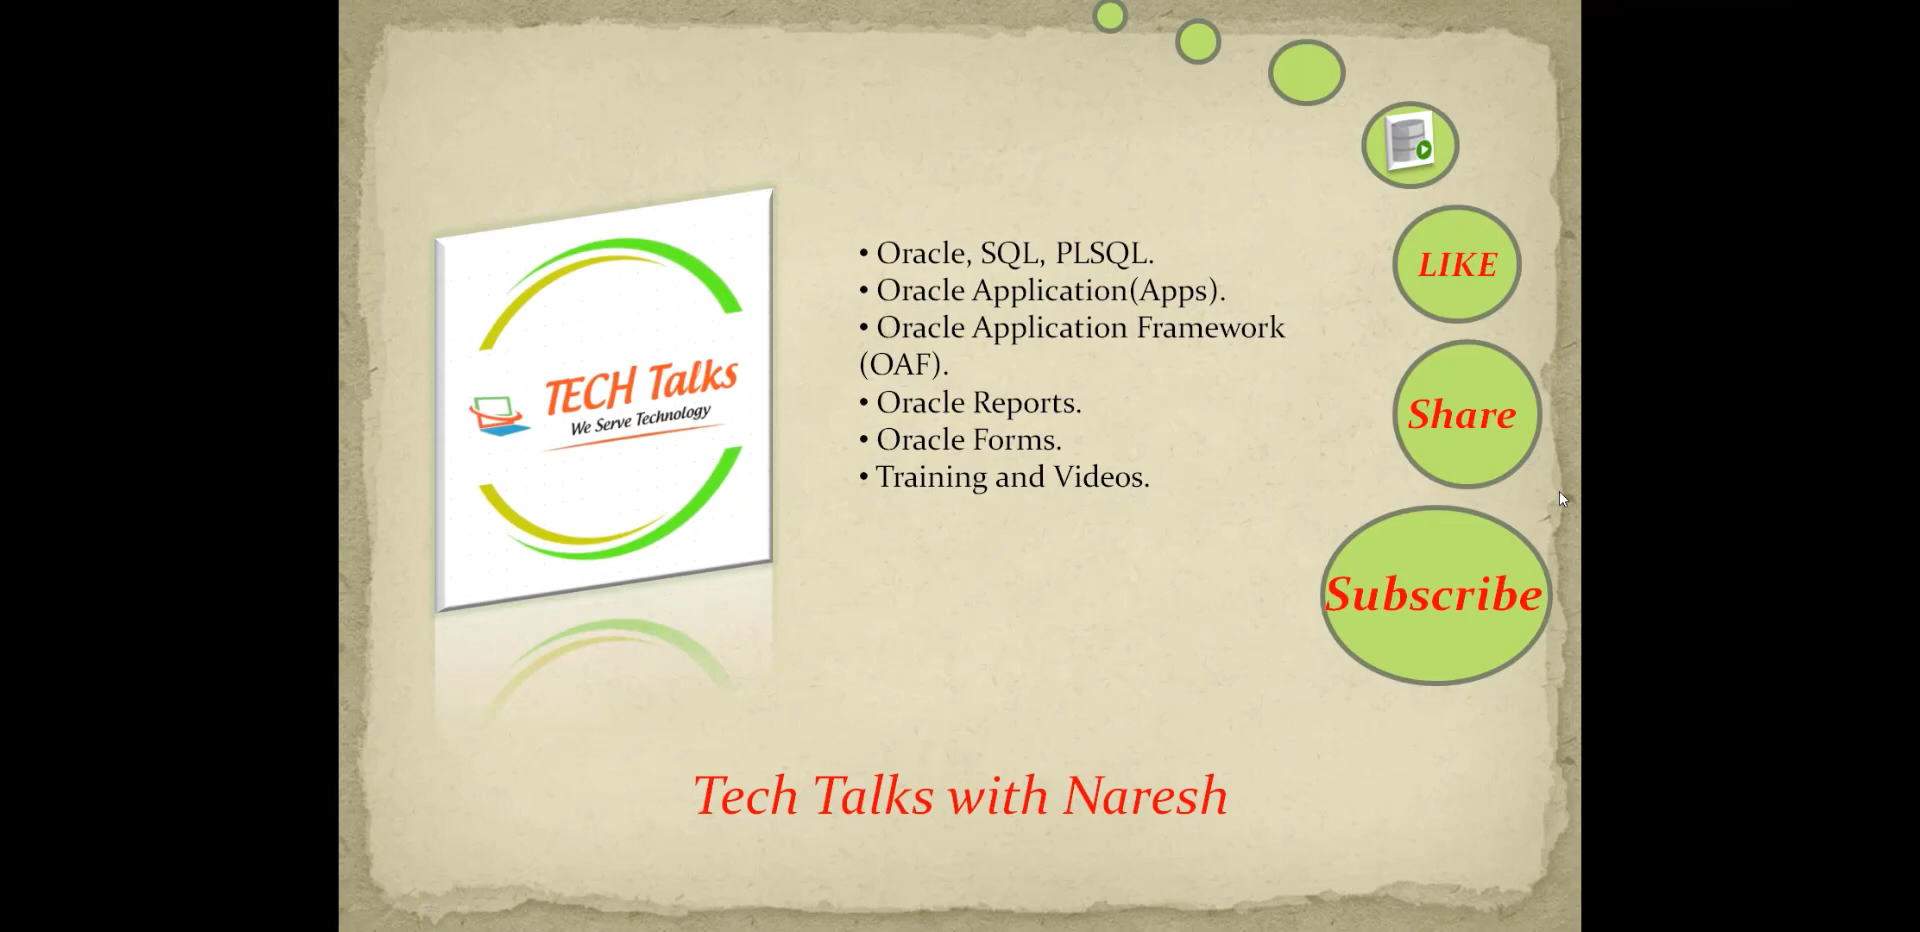 TECH Talks
We Serve Technology
• Oracle, SQL, PLSQL.
• Oracle Application(Apps).
• Oracle Application Framework
(OAF).
• Oracle Reports.
• Oracle Forms.
• Training and Videos.
LIKE
Share
Subscribe
Tech Talks with Naresh